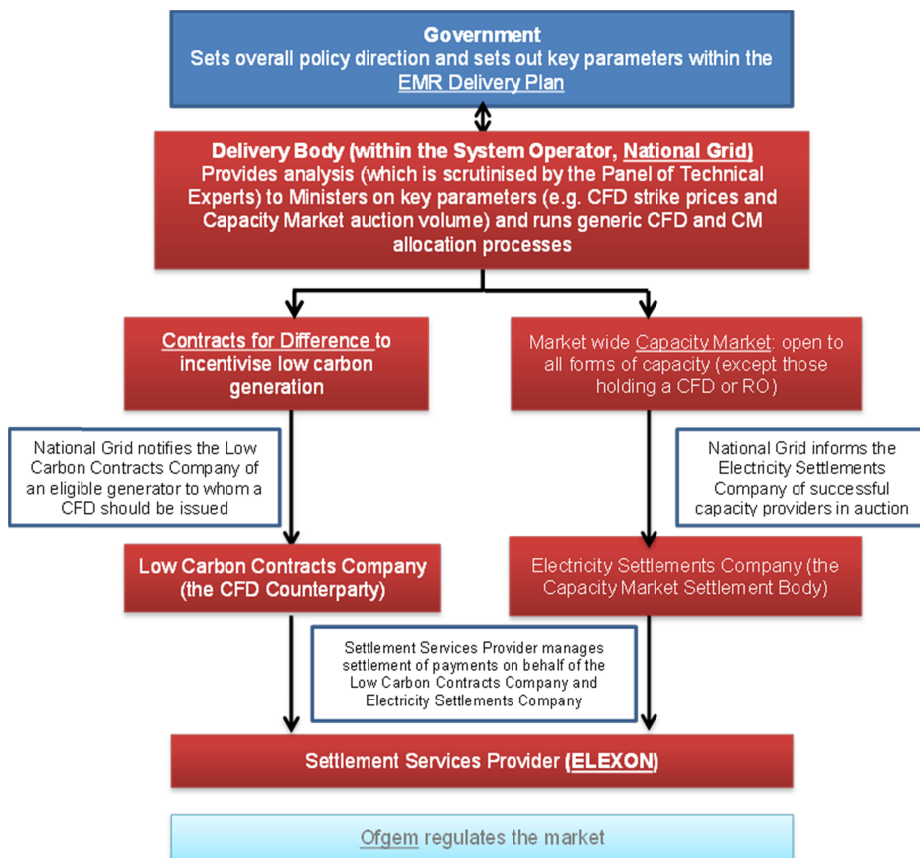 Government
Sets overall policy direction and sets out key parameters within the
EMR Delivery Plan
Delivery Body (within the System Operator, National Grid)
Provides analysis (which is scrutinised by the Panel of Technical
Experts) to Ministers on key parameters (e.g. CFD strike prices and
Capacity Market auction volume) and runs generic CFD and CM
allocation processes
Contracts for Difference to
incentivise low carbon
generation
Market wide Capacity Market: open to
all forms of capacity (except those
holding a CFD or RO)
National Grid notifies the Low
Carbon Contracts Company of
an eligible generator to whom a
CFD should be issued
National Grid informs the
Electricity Settlements
Company of successful
capacity providers in auction
Low Carbon Contracts Company
(the CFD Counterparty)
Electricity Settlements Company (the
Capacity Market Settlement Body)
Settlement Services Provider manages
settlement of payments on behalf of the
Low Carbon Contracts Company and
Electricity Settlements Company
Settlement Services Provider (ELEXON)
Ofgem regulates the market